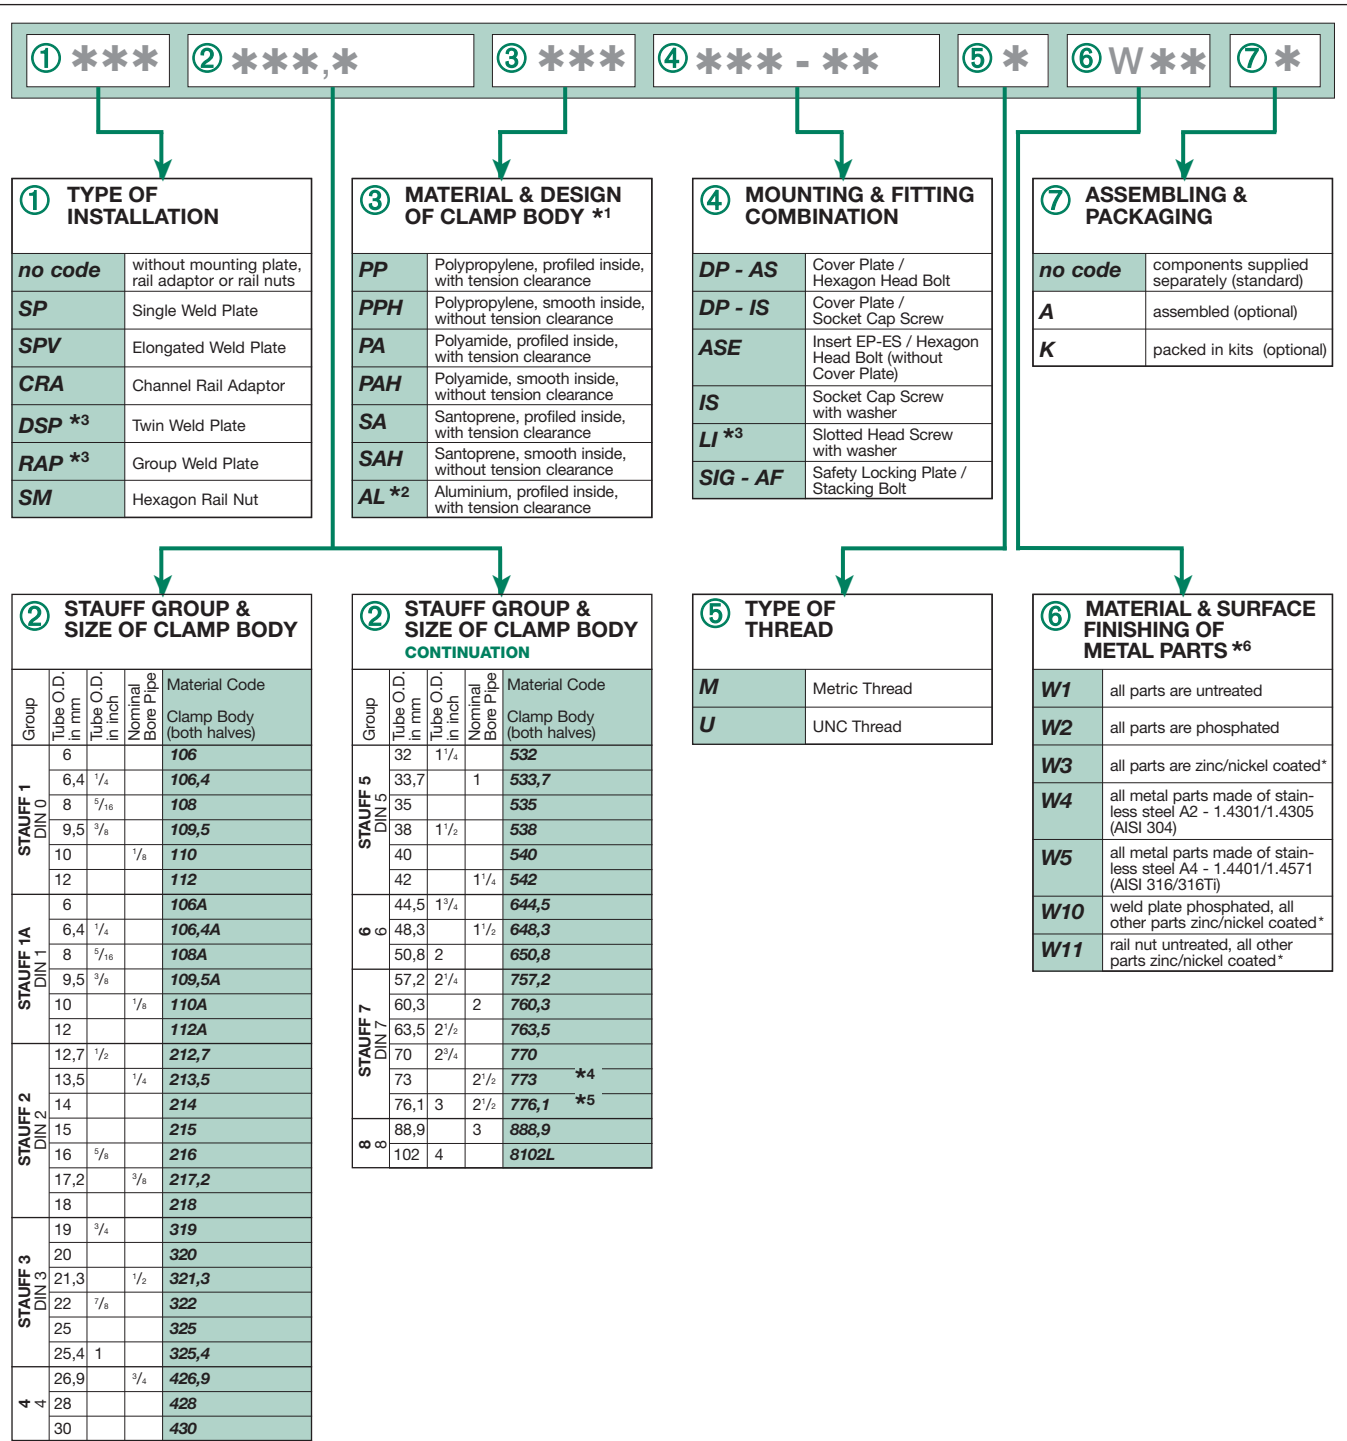 ① *** ② ***,* ③ *** ④ *** - ** ⑤ * ⑥ W ** ⑦ *
① TYPE OF
INSTALLATION
no code without mounting plate,
rail adaptor or rail nuts
SP Single Weld Plate
SPV Elongated Weld Plate
CRA Channel Rail Adaptor
DSP *3 Twin Weld Plate
RAP *3 Group Weld Plate
SM Hexagon Rail Nut
③ MATERIAL & DESIGN
OF CLAMP BODY *1
PP Polypropylene, profiled inside,
with tension clearance
PPH Polypropylene, smooth inside,
without tension clearance
PA Polyamide, profiled inside,
with tension clearance
PAH Polyamide, smooth inside,
without tension clearance
SA Santoprene, profiled inside,
with tension clearance
SAH Santoprene, smooth inside,
without tension clearance
AL *2 Aluminium, profiled inside,
with tension clearance
④ MOUNTING & FITTING
COMBINATION
DP - AS Cover Plate /
Hexagon Head Bolt
DP - IS Cover Plate /
Socket Cap Screw
ASE Insert EP-ES / Hexagon
Head Bolt (without
Cover Plate)
IS Socket Cap Screw
with washer
LI *3 Slotted Head Screw
with washer
SIG - AF Safety Locking Plate /
Stacking Bolt
⑦ ASSEMBLING &
PACKAGING
no code components supplied
separately (standard)
A assembled (optional)
K packed in kits (optional)
② STAUFF GROUP &
SIZE OF CLAMP BODY
Group
Tube O.D.
in mm
Tube O.D.
in inch
Nominal
Bore Pipe
Material Code
Clamp Body
(both halves)
STAUFF 1
DIN 0
6 106
6,4 1/4 106,4
8 5/16 108
9,5 3/8 109,5
10 1/8 110
12 112
STAUFF 1A
DIN 1
6 106A
6,4 1/4 106,4A
8 5/16 108A
9,5 3/8 109,5A
10 1/8 110A
12 112A
STAUFF 2
DIN 2
12,7 1/2 212,7
13,5 1/4 213,5
14 214
15 215
16 5/8 216
17,2 3/8 217,2
18 218
STAUFF 3
DIN 3
19 3/4 319
20 320
21,3 1/2 321,3
22 7/8 322
25 325
25,4 1 325,4
4
4
26,9 3/4 426,9
28 428
30 430
② STAUFF GROUP &
SIZE OF CLAMP BODY
CONTINUATION
Group
Tube O.D.
in mm
Tube O.D.
in inch
Nominal
Bore Pipe
Material Code
Clamp Body
(both halves)
STAUFF 5
DIN 5
32 1 1/4 532
33,7 1 533,7
35 535
38 1 1/2 538
40 540
42 1 1/4 542
6
6
44,5 1 3/4 644,5
48,3 1 1/2 648,3
50,8 2 650,8
STAUFF 7
DIN 7
57,2 2 1/4 757,2
60,3 2 760,3
63,5 2 1/2 763,5
70 2 3/4 770
73 2 1/2 773 *4
76,1 3 2 1/2 776,1 *5
8
8
88,9 3 888,9
102 4 8102L
⑤ TYPE OF
THREAD
M Metric Thread
U UNC Thread
⑥ MATERIAL & SURFACE
FINISHING OF
METAL PARTS *6
W1 all parts are untreated
W2 all parts are phosphated
W3 all parts are zinc/nickel coated*
W4 all metal parts made of stain-
less steel A2 - 1.4301/1.4305
(AISI 304)
W5 all metal parts made of stain-
less steel A4 - 1.4401/1.4571
(AISI 316/316Ti)
W10 weld plate phosphated, all
other parts zinc/nickel coated*
W11 rail nut untreated, all other
parts zinc/nickel coated*